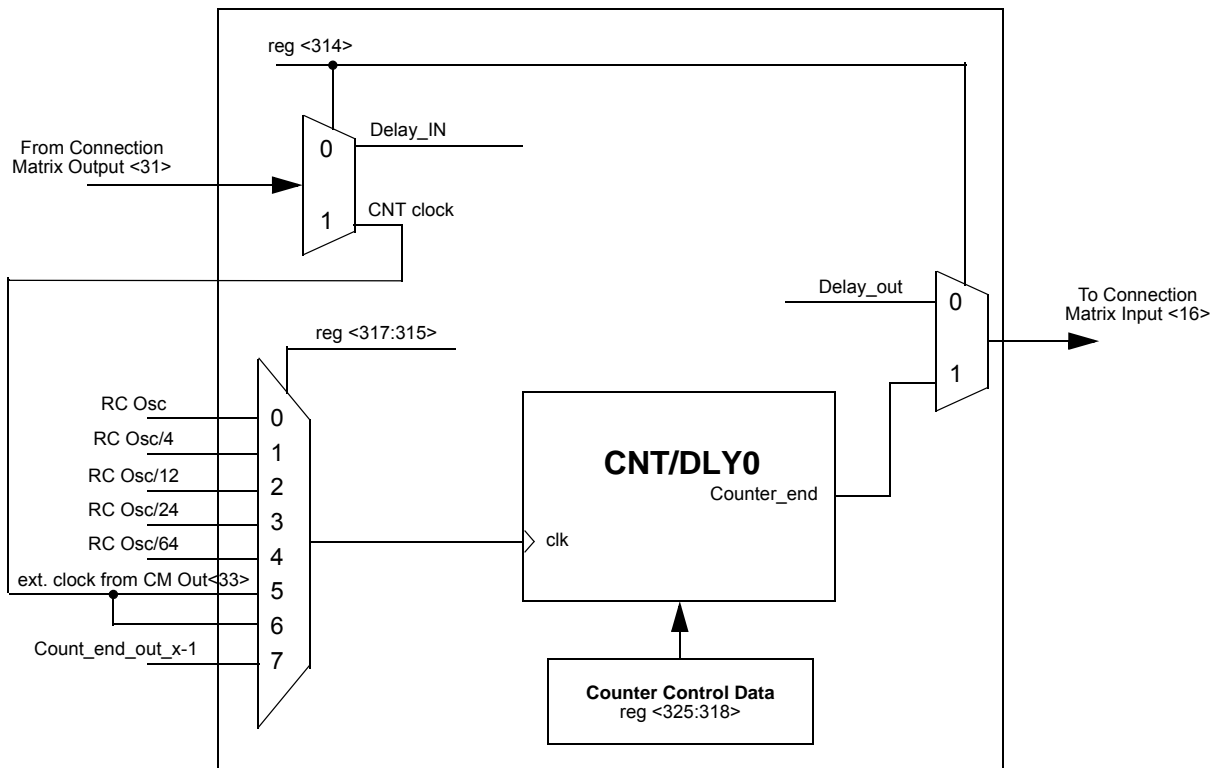 reg <314>
From Connection
Matrix Output <31>
0
Delay_IN
1
CNT clock
Delay_out
0
To Connection
Matrix Input <16>
1
reg <317:315>
RC Osc
0
RC Osc/4
1
RC Osc/12
2
RC Osc/24
3
RC Osc/64
4
ext. clock from CM Out<33>
5
6
Count_end_out_x-1
7
CNT/DLY0
Counter_end
clk
Counter Control Data
reg <325:318>